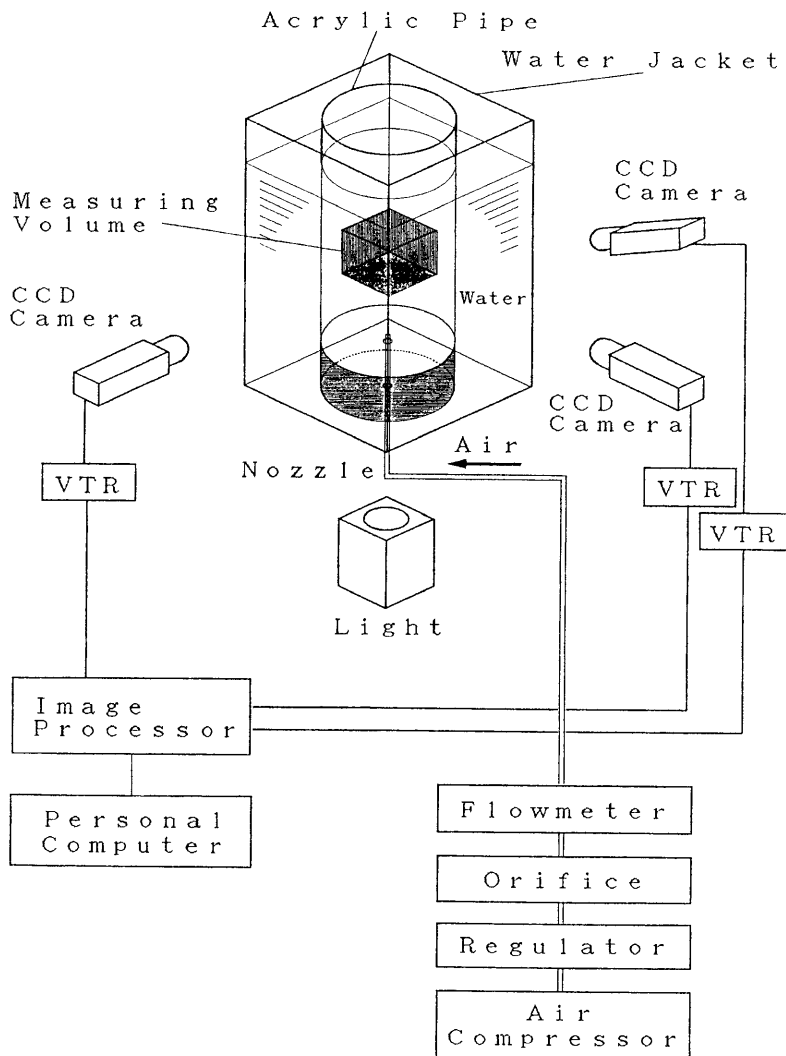 Acrylic Pipe
Water Jacket
CCD
Camera
Measuring
Volume
Water
CCD
Camera
CCD
Camera
Air
Nozzle
VTR
VTR
VTR
Light
Image
Processor
Personal
Computer
Flowmeter
Orifice
Regulator
Air
Compressor